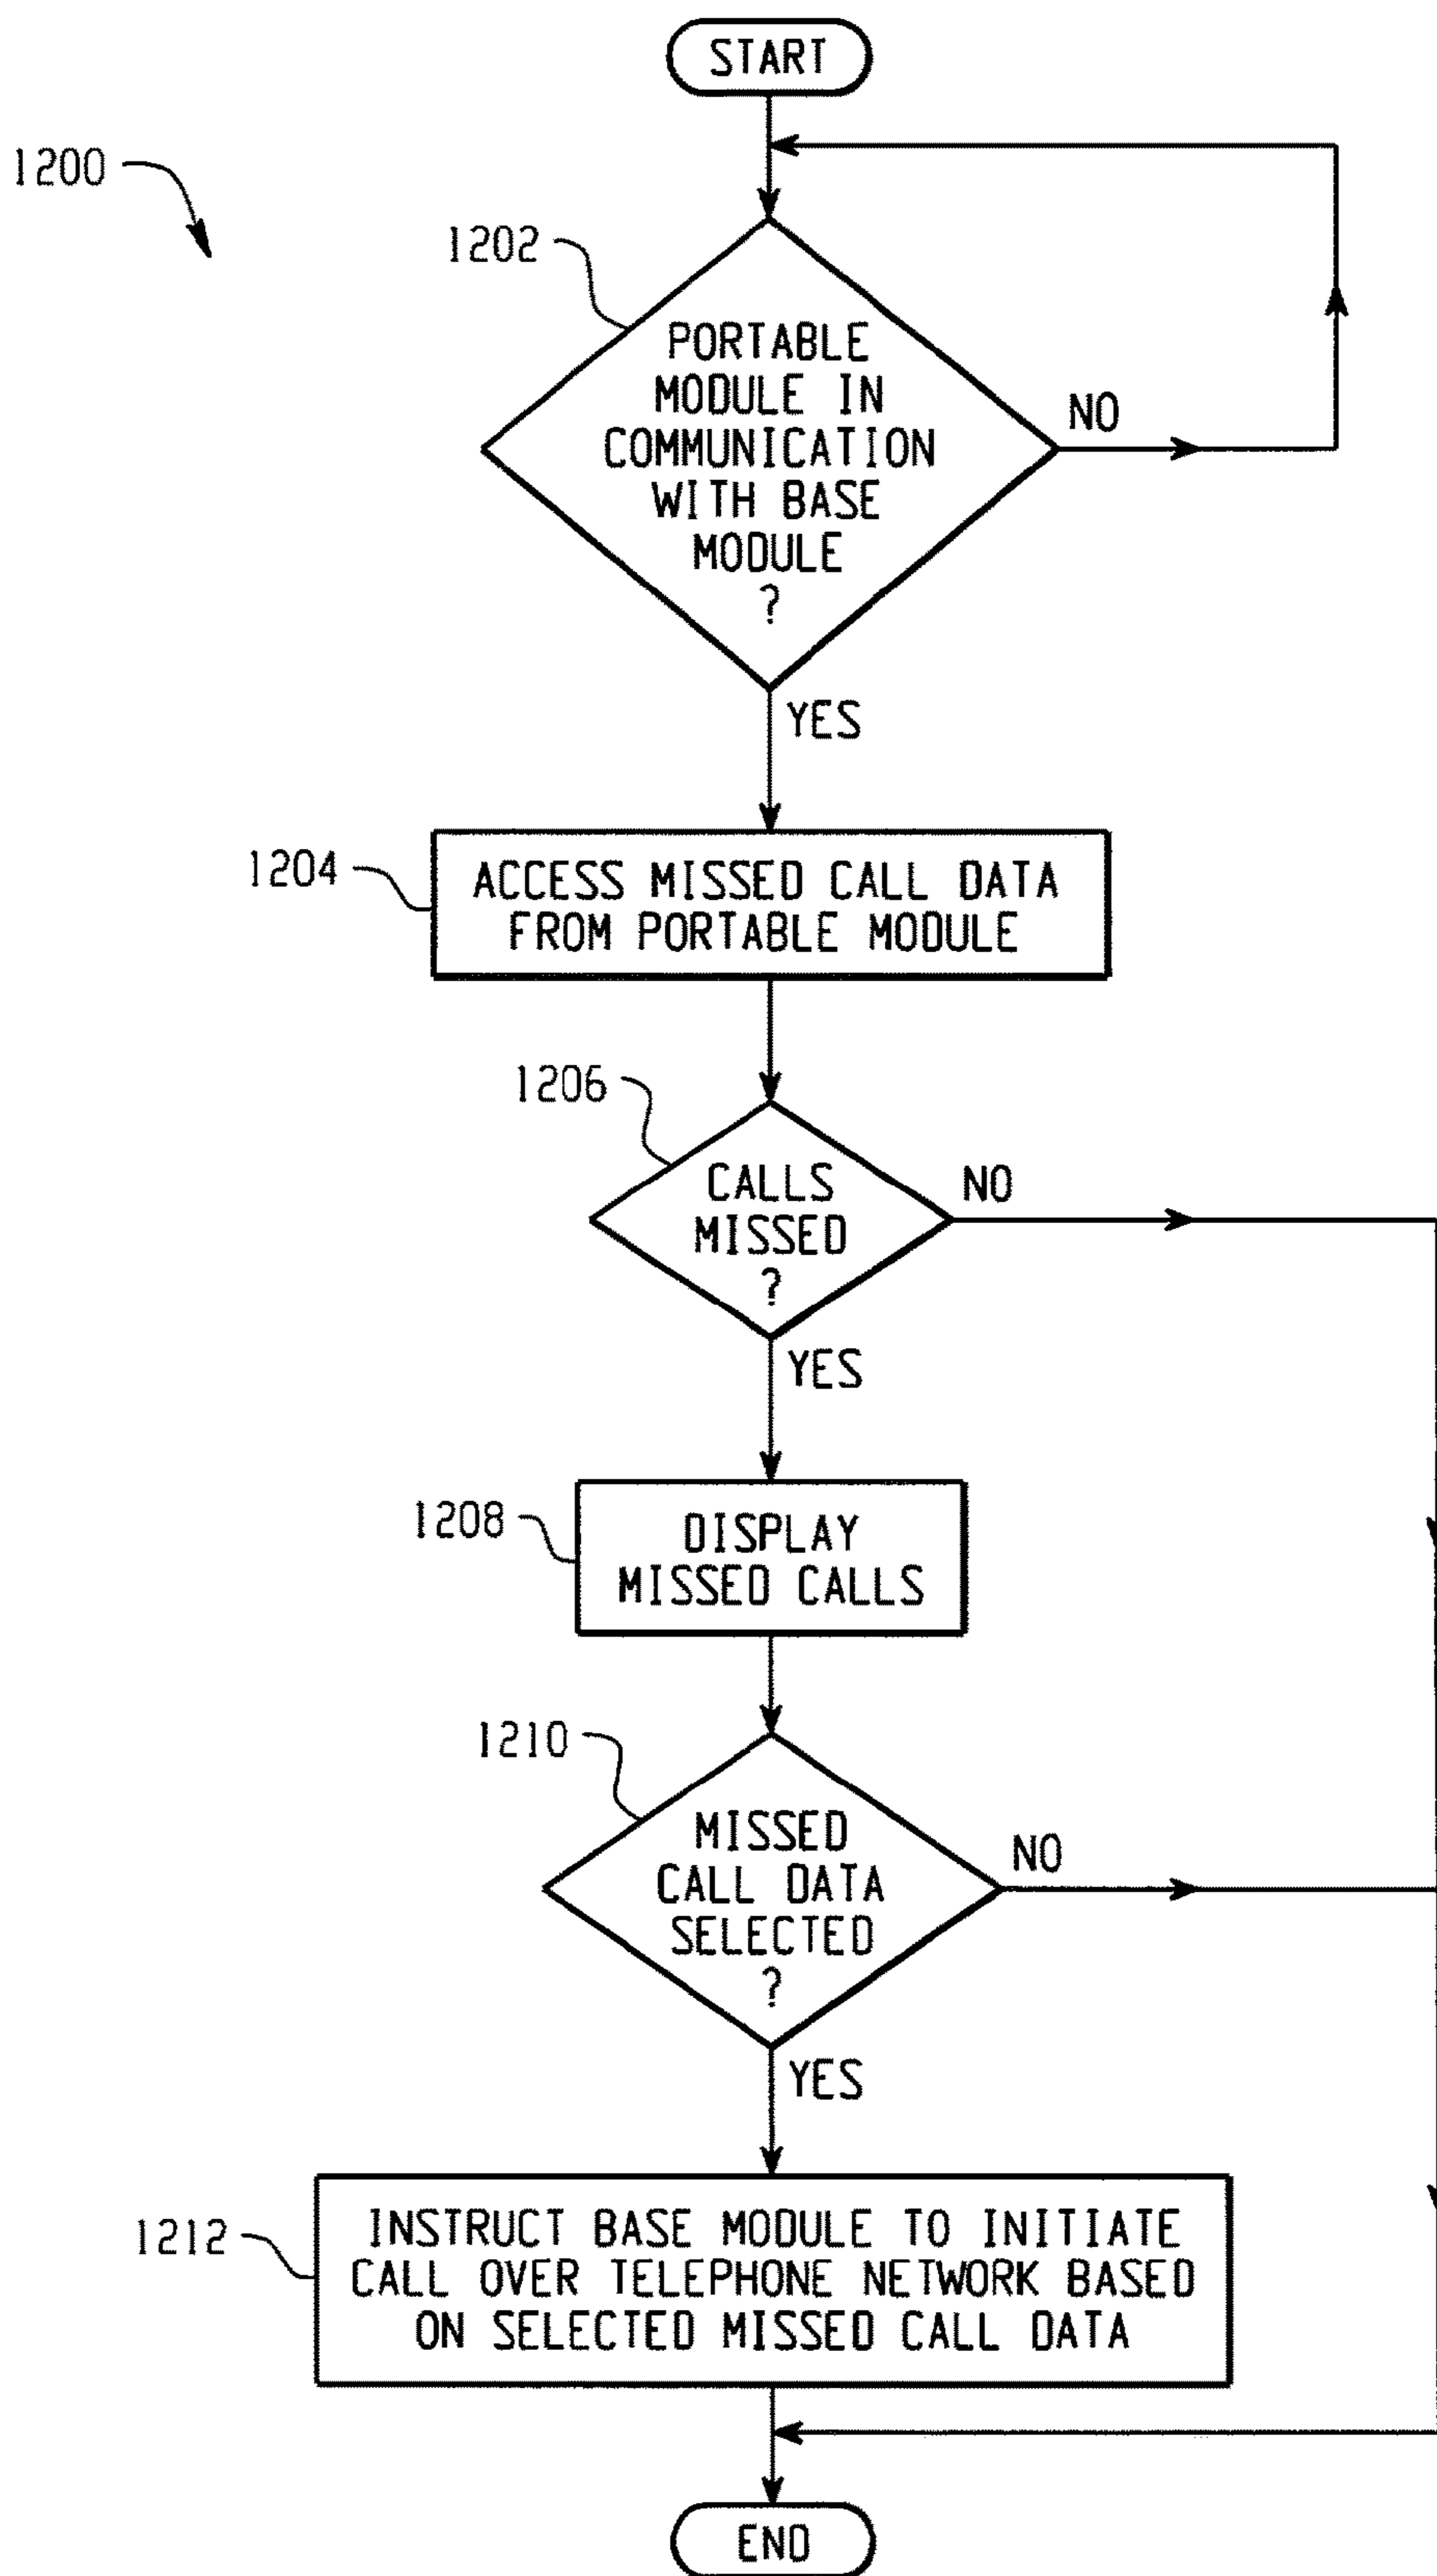 START
1200
1202
PORTABLE
MODULE IN
COMMUNICATION
WITH BASE
MODULE
?
NO
YES
1204
ACCESS MISSED CALL DATA
FROM PORTABLE MODULE
1206
CALLS
MISSED
?
NO
YES
1208
DISPLAY
MISSED CALLS
1210
MISSED
CALL DATA
SELECTED
?
NO
YES
1212
INSTRUCT BASE MODULE TO INITIATE
CALL OVER TELEPHONE NETWORK BASED
ON SELECTED MISSED CALL DATA
END